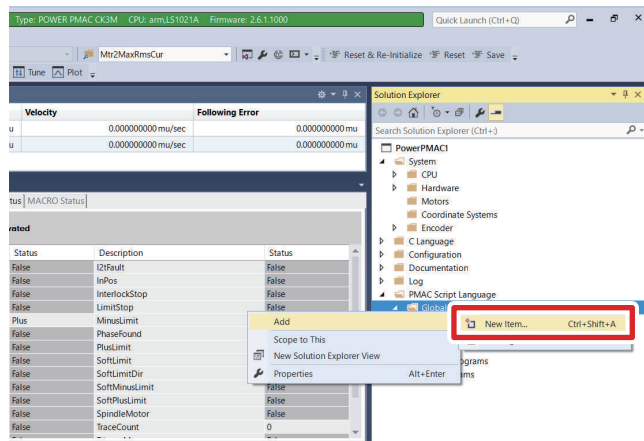 Type: POWER PMAC CK3M CPU: arm,LS1021A Firmware: 2.6.1.1000
Quick Launch (Ctrl+Q)
Mtr2MaxRmsCur
Reset & Re-Initialize Reset Save
Tune Plot
Solution Explorer
Velocity Following Error
u 0.000000000 mu/sec 0.000000000 mu
u 0.000000000 mu/sec 0.000000000 mu
Search Solution Explorer (Ctrl+;)
PowerPMAC1
System
CPU
Hardware
Motors
Coordinate Systems
Encoder
C Language
Configuration
Documentation
Log
PMAC Script Language
Global
tus MACRO Status
vated
Status Description Status
False I2tFault False
False InPos False
False InterlockStop False
False LimitStop False
Plus MinusLimit
False PhaseFound
False PlusLimit
False SoftLimit
False SoftLimitDir
False SoftMinusLimit False
False SoftPlusLimit False
False SpindleMotor False
False TraceCount 0
Add
Scope to This
New Solution Explorer View
Properties Alt+Enter
New Item... Ctrl+Shift+A
ograms
ms